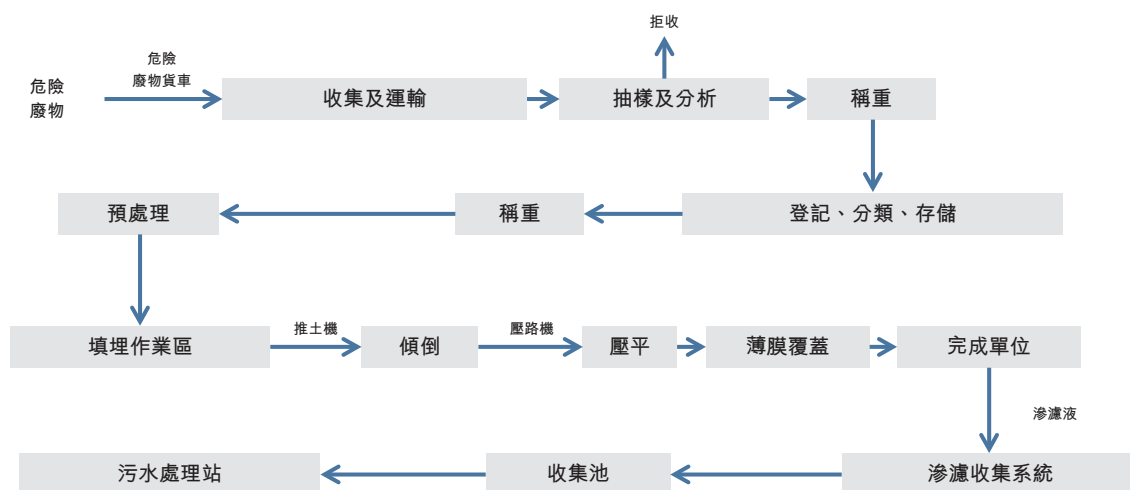 拒收
危險
廢物貨車
危險
廢物
收集及運輸
抽樣及分析
稱重
預處理
稱重
登記、分類、存儲
推土機
壓路機
填埋作業區
傾倒
壓平
薄膜覆蓋
完成單位
滲濾液
污水處理站
收集池
滲濾收集系統